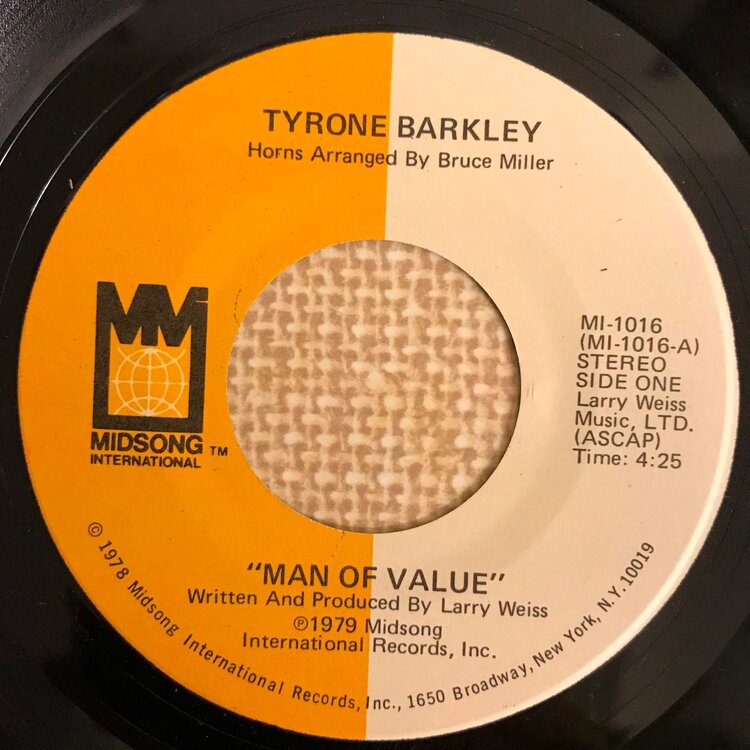 TYRONE BARKLEY
Horns Arranged By Bruce Miller
MM
MIDSONG TM
INTERNATIONAL
MI-1016
(MI-1016-A)
STEREO
SIDE ONE
Larry Weiss
Music, LTD.
(ASCAP)
Time: 4:25
"MAN OF VALUE"
Written And Produced By Larry Weiss
℗1979 Midsong
International Records, Inc.
© 1978 Midsong International Records, Inc., 1650 Broadway, New York, N.Y. 10019